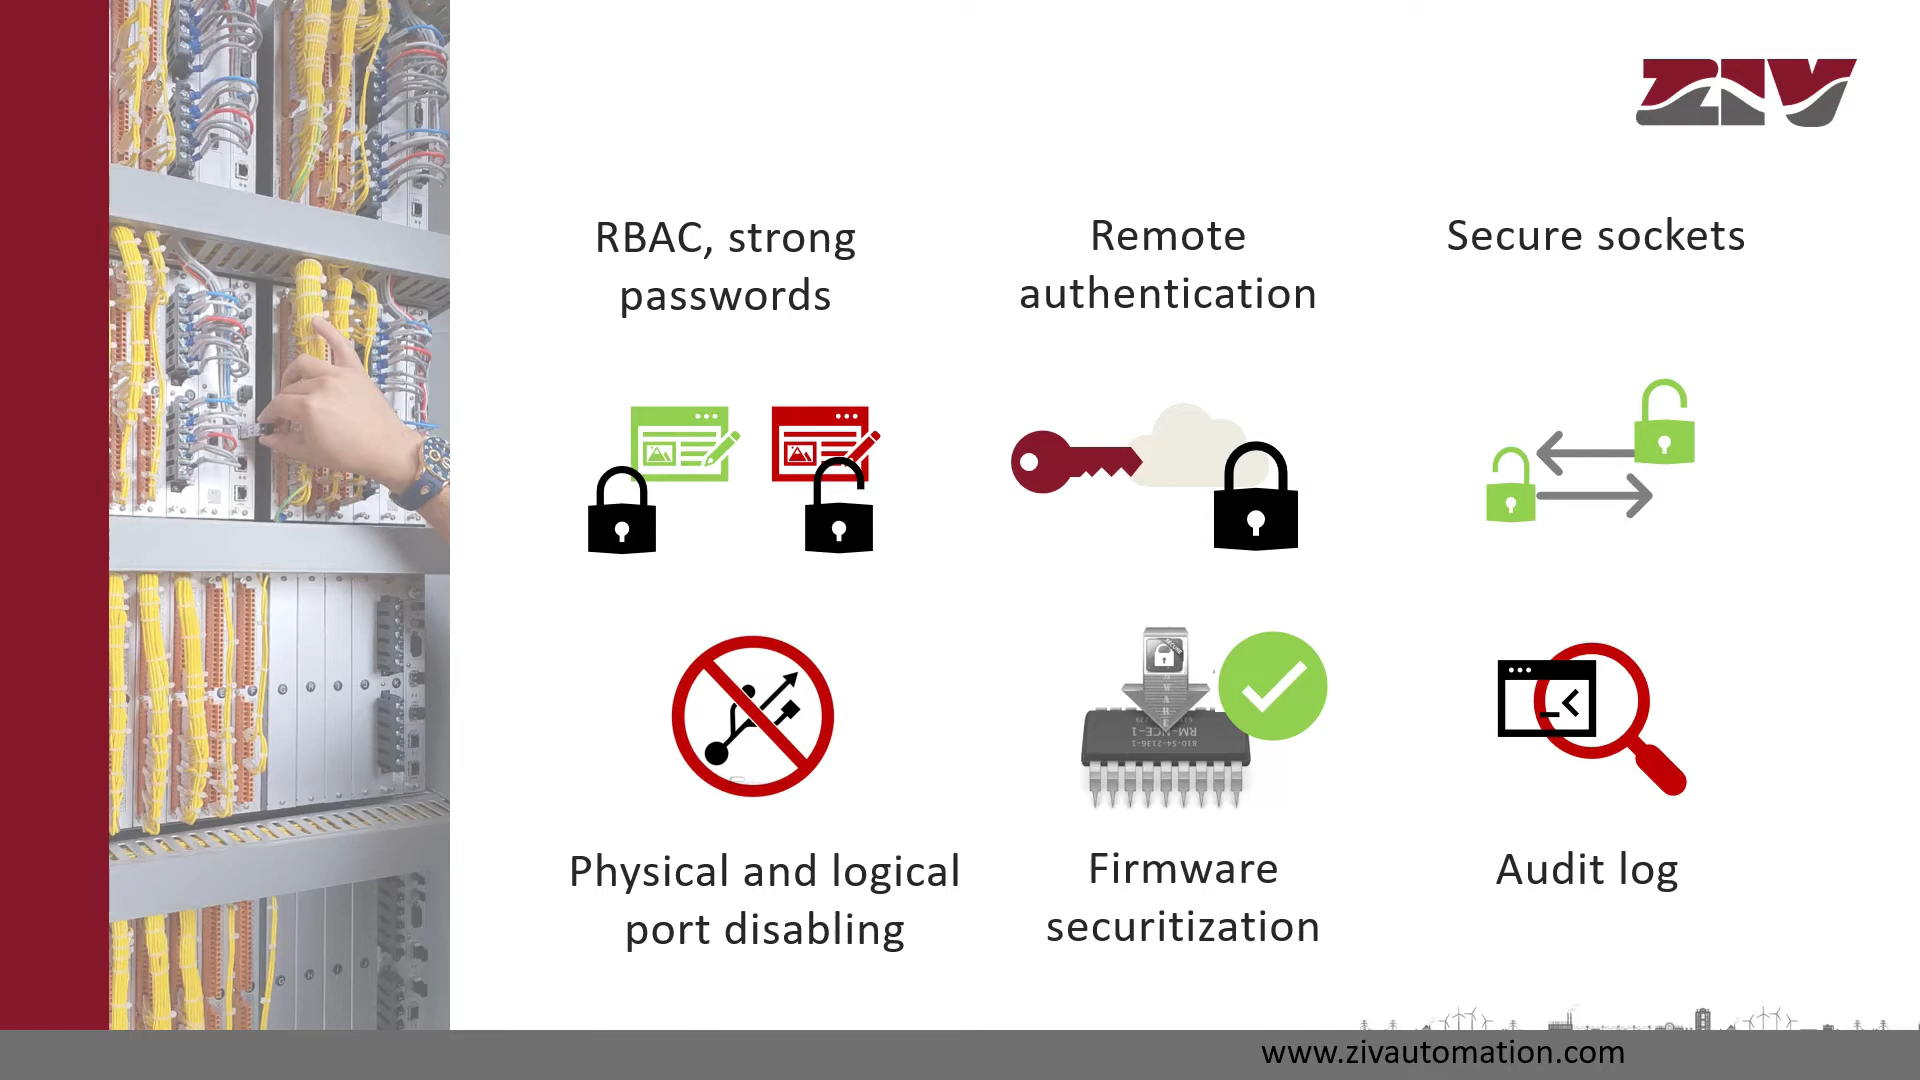 ZIV
RBAC, strong
passwords
Remote
authentication
Secure sockets
Physical and logical
port disabling
Firmware
securitization
Audit log
www.zivautomation.com